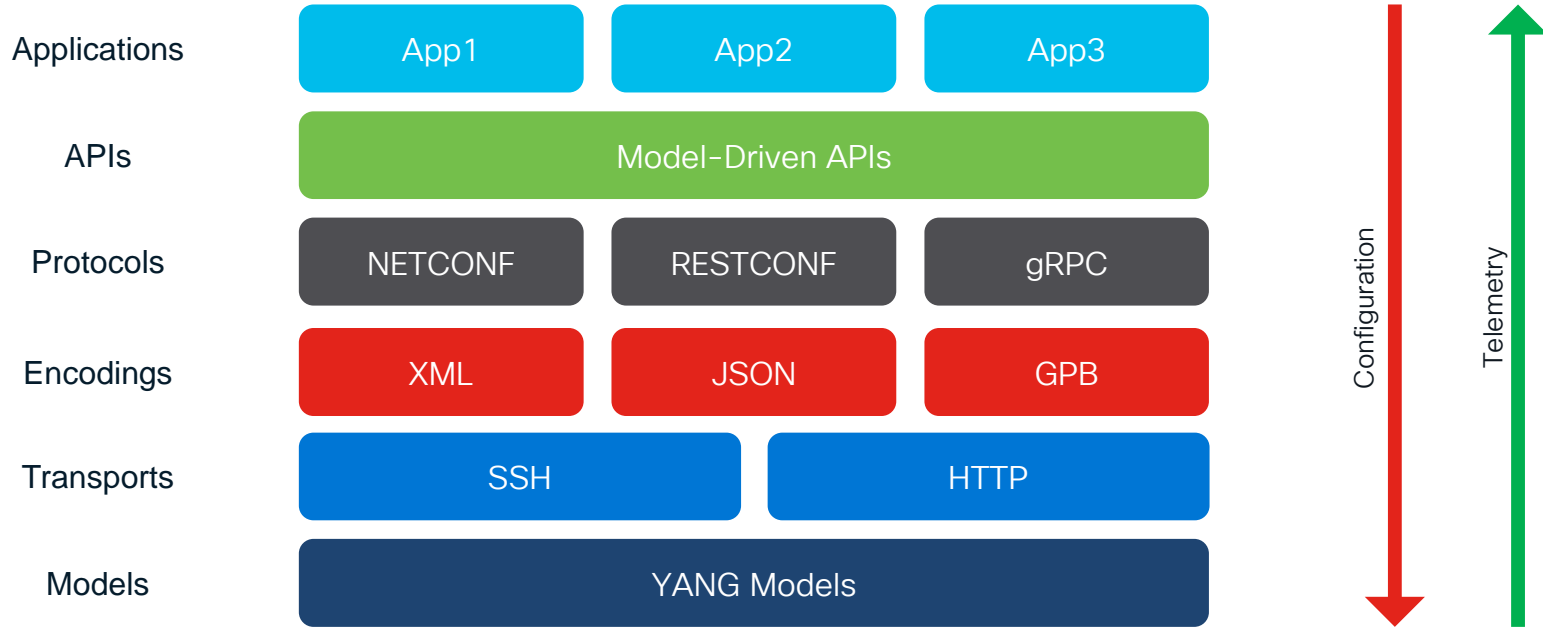 Applications
App1
App2
App3
APIs
Model-Driven APIs
Protocols
NETCONF
RESTCONF
gRPC
Encodings
XML
JSON
GPB
Transports
SSH
HTTP
Models
YANG Models
Configuration
Telemetry